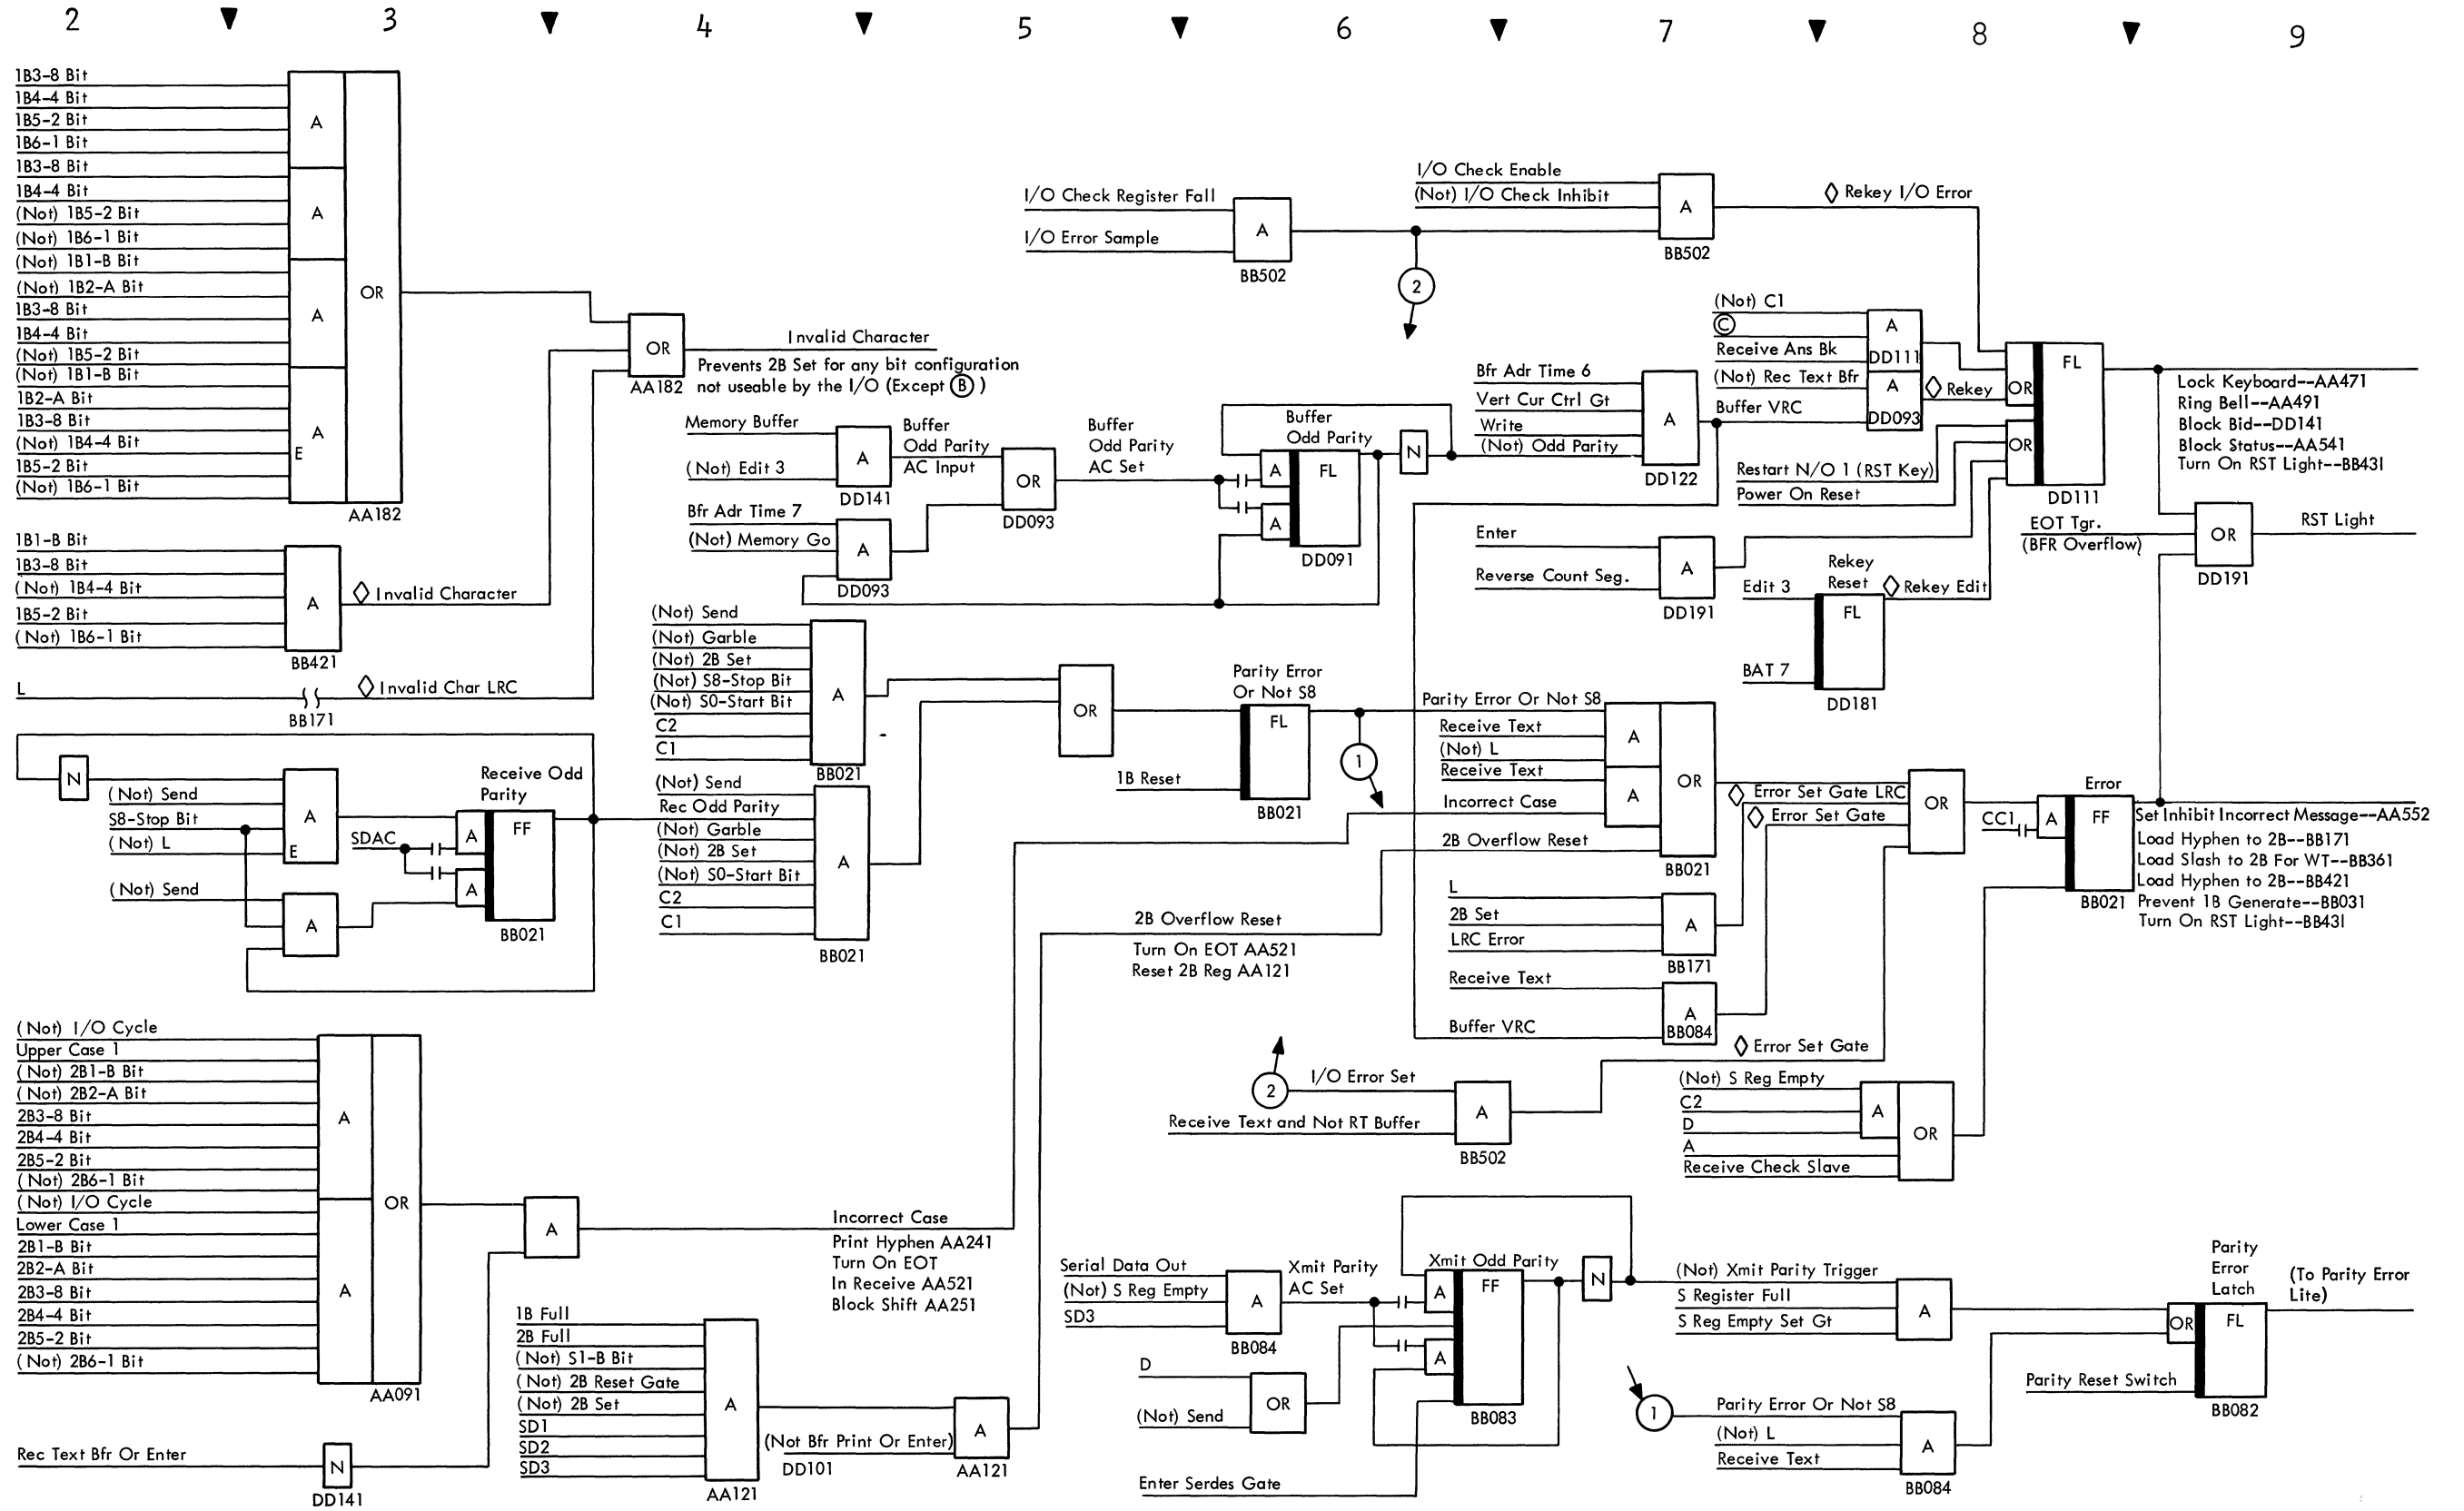 2 3 4 5 6 7 8 9
1B3-8 Bit
1B4-4 Bit
1B5-2 Bit
1B6-1 Bit
1B3-8 Bit
1B4-4 Bit
(Not) 1B5-2 Bit
(Not) 1B6-1 Bit
(Not) 1B1-B Bit
(Not) 1B2-A Bit
1B3-8 Bit
1B4-4 Bit
(Not) 1B5-2 Bit
(Not) 1B1-B Bit
1B2-A Bit
1B3-8 Bit
(Not) 1B4-4 Bit
1B5-2 Bit
(Not) 1B6-1 Bit
A
A
A
A
E
OR
AA182
1B1-B Bit
1B3-8 Bit
(Not) 1B4-4 Bit
1B5-2 Bit
(Not) 1B6-1 Bit
A
BB421
Invalid Character
L
BB171
Invalid Char LRC
OR
AA182
Invalid Character
Prevents 2B Set for any bit configuration
not useable by the I/O (Except B)
N
(Not) Send
S8-Stop Bit
(Not) L
A
E
(Not) Send
A
SDAC
Receive Odd
Parity
A
A
FF
BB021
(Not) I/O Cycle
Upper Case 1
(Not) 2B1-B Bit
(Not) 2B2-A Bit
2B3-8 Bit
2B4-4 Bit
2B5-2 Bit
(Not) 2B6-1 Bit
(Not) I/O Cycle
Lower Case 1
2B1-B Bit
2B2-A Bit
2B3-8 Bit
2B4-4 Bit
2B5-2 Bit
(Not) 2B6-1 Bit
A
A
OR
AA091
Rec Text Bfr Or Enter
N
DD141
A
Incorrect Case
Print Hyphen AA241
Turn On EOT
In Receive AA521
Block Shift AA251
1B Full
2B Full
(Not) S1-B Bit
(Not) 2B Reset Gate
(Not) 2B Set
SD1
SD2
SD3
A
AA121
(Not Bfr Print Or Enter)
DD101
A
AA121
Memory Buffer
(Not) Edit 3
A
DD141
Buffer
Odd Parity
AC Input
Bfr Adr Time 7
(Not) Memory Go
A
DD093
OR
DD093
Buffer
Odd Parity
AC Set
Buffer
Odd Parity
A
A
FL
DD091
N
(Not) Send
(Not) Garble
(Not) 2B Set
(Not) S8-Stop Bit
(Not) S0-Start Bit
C2
C1
A
BB021
(Not) Send
Rec Odd Parity
(Not) Garble
(Not) 2B Set
(Not) S0-Start Bit
C2
C1
A
BB021
OR
1B Reset
Parity Error
Or Not S8
FL
BB021
1
2B Overflow Reset
Turn On EOT AA521
Reset 2B Reg AA121
I/O Check Register Fall
I/O Error Sample
A
BB502
2
I/O Check Enable
(Not) I/O Check Inhibit
A
BB502
Rekey I/O Error
Bfr Adr Time 6
Vert Cur Ctrl Gt
Write
(Not) Odd Parity
A
DD122
(Not) C1
C
Receive Ans Bk
A
DD111
(Not) Rec Text Bfr
Buffer VRC
A
DD093
Rekey
Restart N/O 1 (RST Key)
Power On Reset
Enter
Reverse Count Seg.
A
DD191
Edit 3
BAT 7
Rekey
Reset
FL
DD181
Rekey Edit
OR
OR
FL
DD111
Lock Keyboard--AA471
Ring Bell--AA491
Block Bid--DD141
Block Status--AA541
Turn On RST Light--BB431
EOT Tgr.
(BFR Overflow)
OR
DD191
RST Light
Parity Error Or Not S8
Receive Text
(Not) L
Receive Text
Incorrect Case
2B Overflow Reset
A
A
OR
BB021
L
2B Set
LRC Error
A
BB171
Receive Text
Buffer VRC
A
BB084
Error Set Gate LRC
Error Set Gate
Error Set Gate
OR
CC1
A
Error
FF
BB021
Set Inhibit Incorrect Message--AA552
Load Hyphen to 2B--BB171
Load Slash to 2B For WT--BB361
Load Hyphen to 2B--BB421
Prevent 1B Generate--BB031
Turn On RST Light--BB431
2
I/O Error Set
Receive Text and Not RT Buffer
A
BB502
(Not) S Reg Empty
C2
D
A
Receive Check Slave
A
OR
Serial Data Out
(Not) S Reg Empty
SD3
A
BB084
Xmit Parity
AC Set
D
(Not) Send
OR
Enter Serdes Gate
Xmit Odd Parity
A
A
FF
BB083
N
(Not) Xmit Parity Trigger
S Register Full
S Reg Empty Set Gt
A
1
Parity Error Or Not S8
(Not) L
Receive Text
A
BB084
Parity Reset Switch
Parity
Error
Latch
OR
FL
BB082
(To Parity Error
Lite)